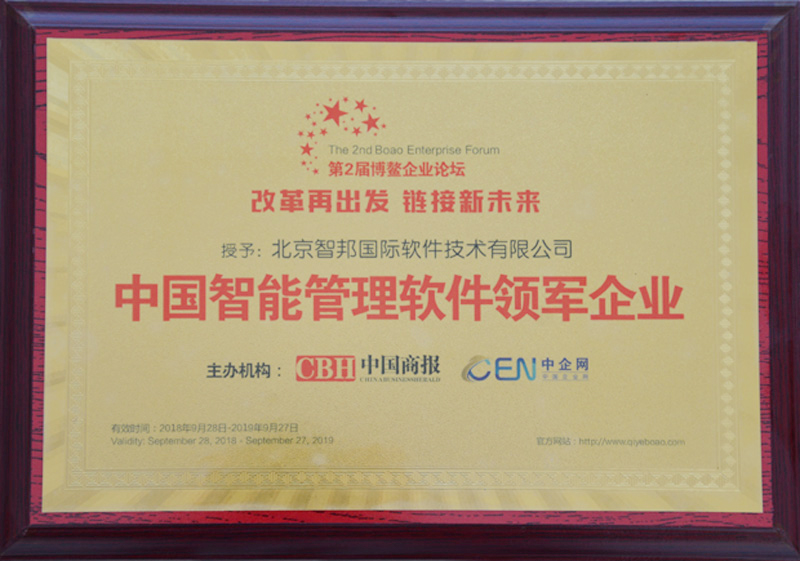 The 2nd Boao Enterprise Forum
第2届博鳌企业论坛
改革再出发 链接新未来
授予：北京智邦国际软件技术有限公司
中国智能管理软件领军企业
主办机构： CBH 中国商报 CEN 中企网
CHINA BUSINESS HERALD 中国企业网
有效时间：2018年9月28日-2019年9月27日
Validity: September 28, 2018 - September 27, 2019
官方网站：http://www.qiyeboao.com